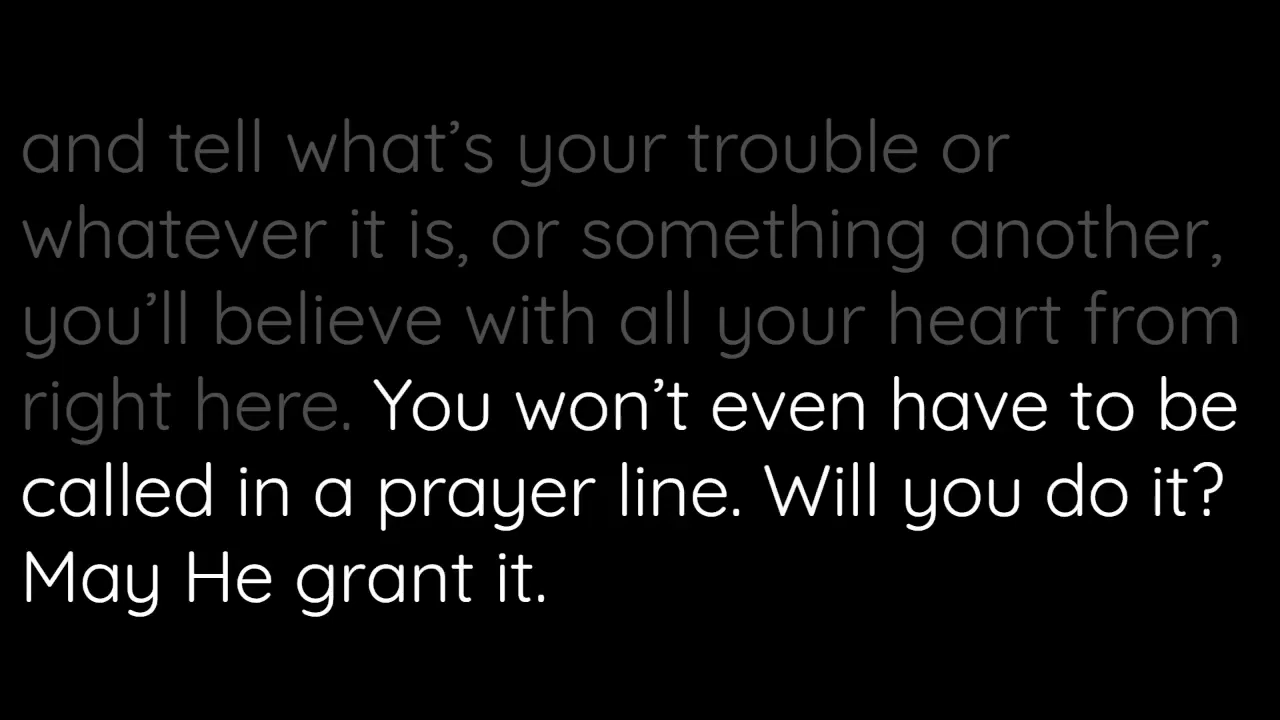 and tell what’s your trouble or
whatever it is, or something another,
you’ll believe with all your heart from
right here. You won’t even have to be
called in a prayer line. Will you do it?
May He grant it.